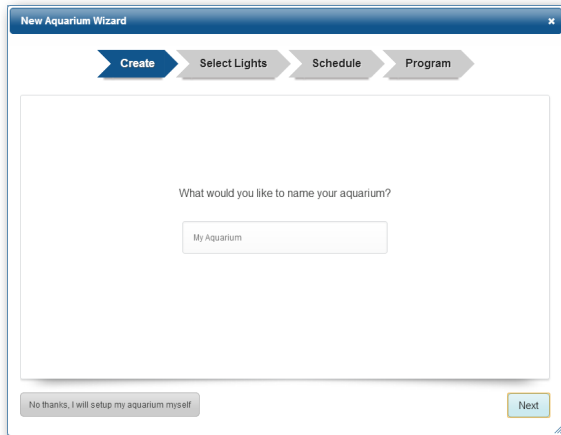 New Aquarium Wizard ×
Create Select Lights Schedule Program
What would you like to name your aquarium?
My Aquarium
No thanks, I will setup my aquarium myself Next